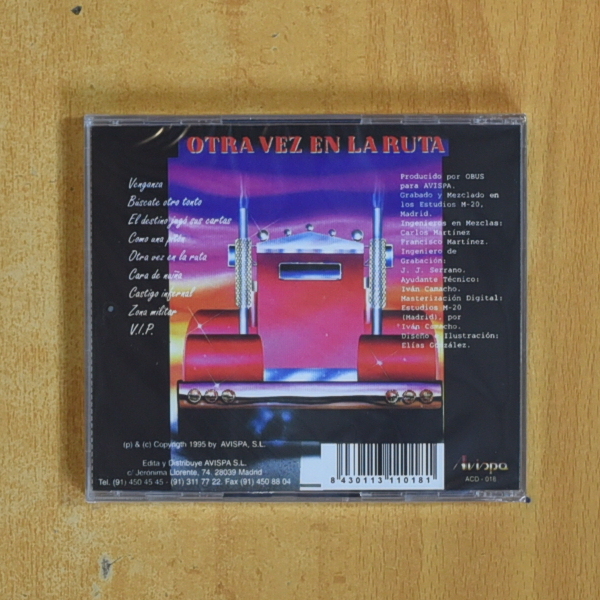 OTRA VEZ EN LA RUTA
Venganza
Búscate otro tonto
El destino jugó sus cartas
Como una
Otra vez en la ruta
Cara de nuña
Castigo infernal
Zona militar
V.I.P.
Producido por OBUS
para AVISPA.
Grabado y Mezclado en
los Estudios M-20,
Madrid.
Ingenieros en Mezclas:
Carlos Martínez
Francisco Martínez.
Ingeniero de
Grabación:
J. J. Serrano.
Ayudante Técnico:
Iván Camacho.
Masterización Digital:
Estudios M-20
(Madrid), por
Iván Camacho.
Diseño e Ilustración:
Elías González.
(p) & (c) Copyrigth 1995 by AVISPA, S.L.
Edita y Distribuye AVISPA S.L.
c/ Jeronima Llorente, 74. 28039 Madrid
Tel. (91) 450 45 45 - (91) 311 77 22. Fax (91) 450 88 04
8 430113 110181
Avispa
ACD - 018